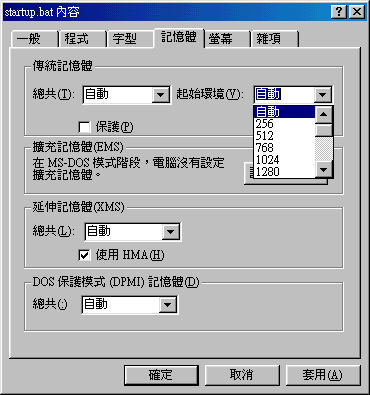 startup.bat 內容
一般 程式 字型 記憶體 螢幕 雜項
傳統記憶體
總共(T): 自動 起始環境(V): 自動
自動
256
保護(P)
512
768
1024
1280
擴充記憶體(EMS)
在 MS-DOS 模式階段，電腦沒有設定
擴充記憶體。
延伸記憶體(XMS)
總共(L): 自動
使用 HMA(H)
DOS 保護模式 (DPMI) 記憶體(D)
總共(:) 自動
確定 取消 套用(A)